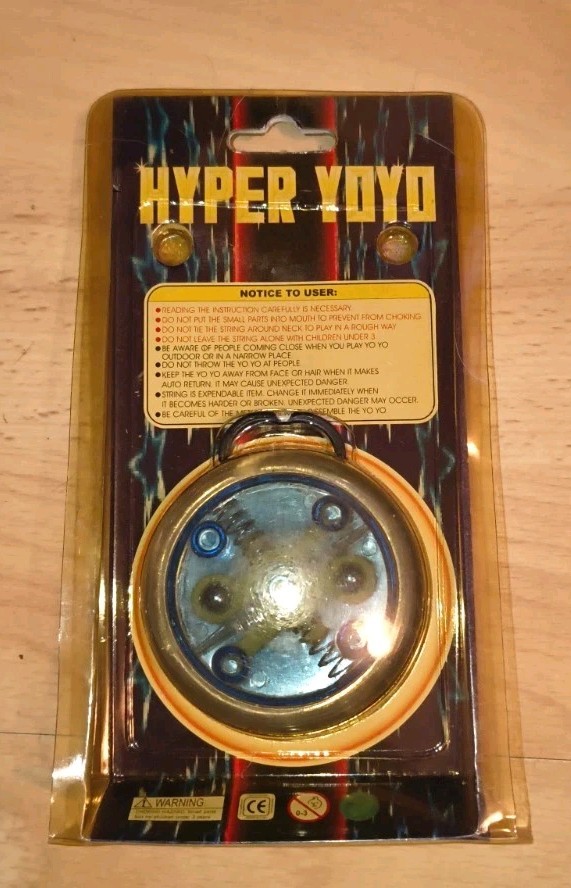 HYPER YOYO
NOTICE TO USER:
●READING THE INSTRUCTION CAREFULLY IS NECESSARY
●DO NOT PUT THE SMALL PARTS INTO MOUTH TO PREVENT FROM CHOKING
●DO NOT TIE THE STRING AROUND NECK TO PLAY IN A ROUGH WAY
●DO NOT LEAVE THE STRING ALONE WITH CHILDREN UNDER 3
●BE AWARE OF PEOPLE COMING CLOSE WHEN YOU PLAY YO YO
OUTDOOR OR IN A NARROW PLACE
●DO NOT THROW THE YO YO AT PEOPLE
●KEEP THE YO YO AWAY FROM FACE OR HAIR WHEN IT MAKES
AUTO RETURN. IT MAY CAUSE UNEXPECTED DANGER
●STRING IS EXPENDABLE ITEM. CHANGE IT IMMEDIATELY WHEN
IT BECOMES HARDER OR BROKEN. UNEXPECTED DANGER MAY OCCER.
●BE CAREFUL OF THE THE YO YO
WARNING
CE
0-3